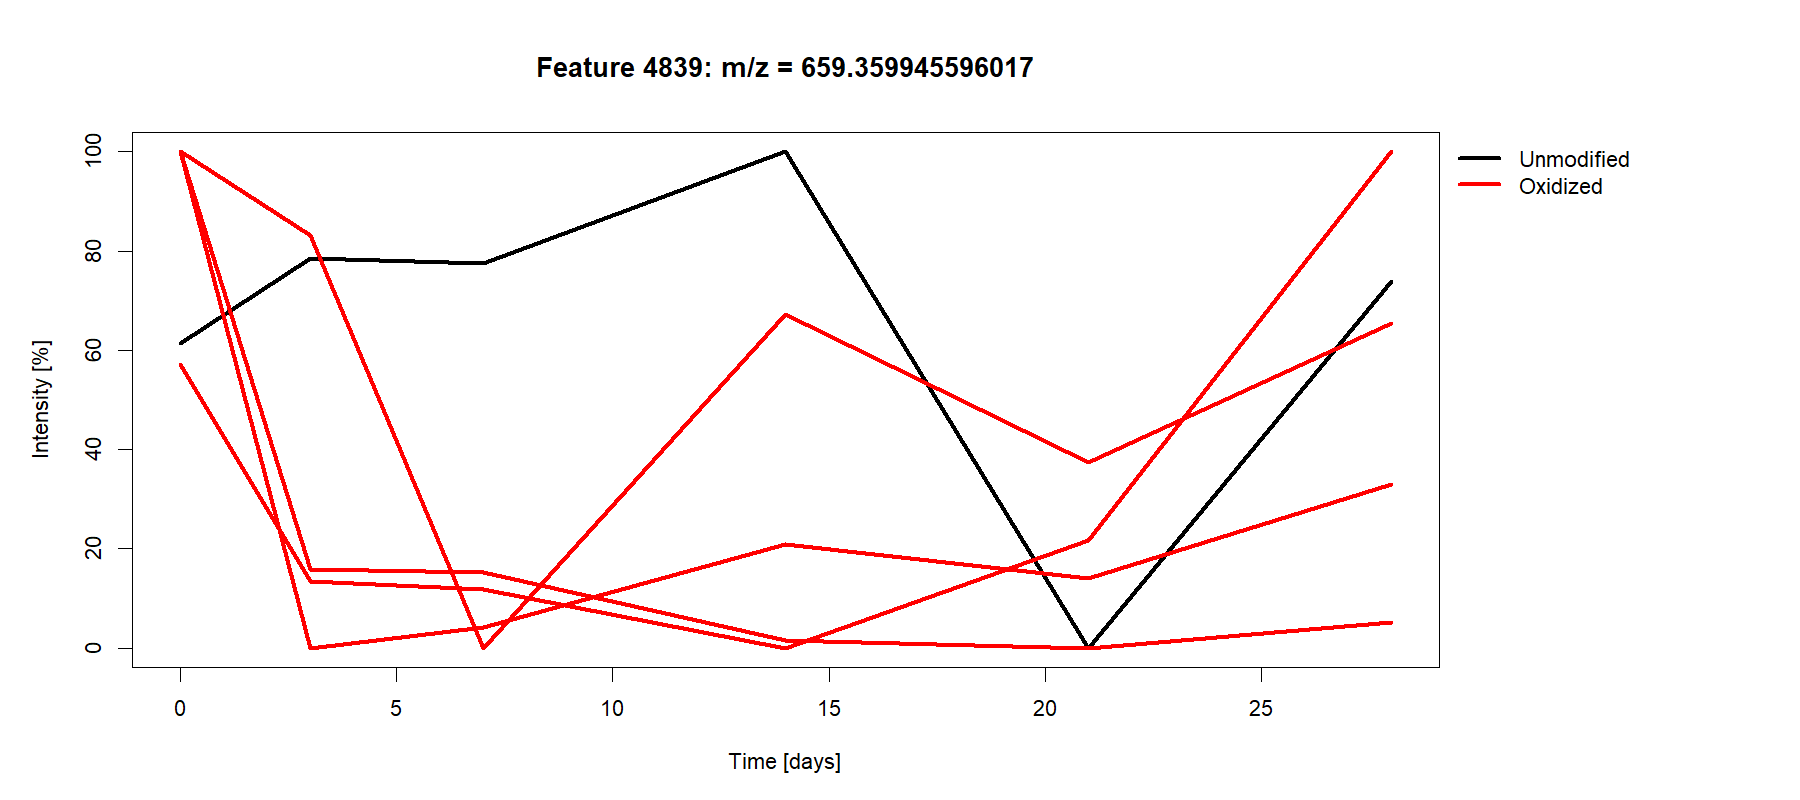 Feature 4839: m/z = 659.359945596017
Unmodified
Oxidized
Intensity [%]
100
80
60
40
20
0
0 5 10 15 20 25
Time [days]